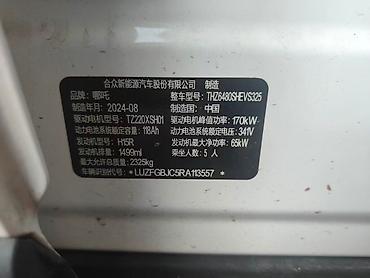 合众新能源汽车股份有限公司 制造
品牌：哪吒 整车型号：THZ6480SHEVS325
制造年月：2024-08 制造国：中国
驱动电机型号：TZ220XSH01 驱动电机峰值功率：170kW
动力电池系统额定容量：118Ah 动力电池系统额定电压：341V
发动机型号：H15R 发动机最大净功率：65kW
发动机排量：1499ml 乘坐人数：5 人
最大允许总质量：2325kg
车辆识别代号：*LUZFGBJC5RA113557*